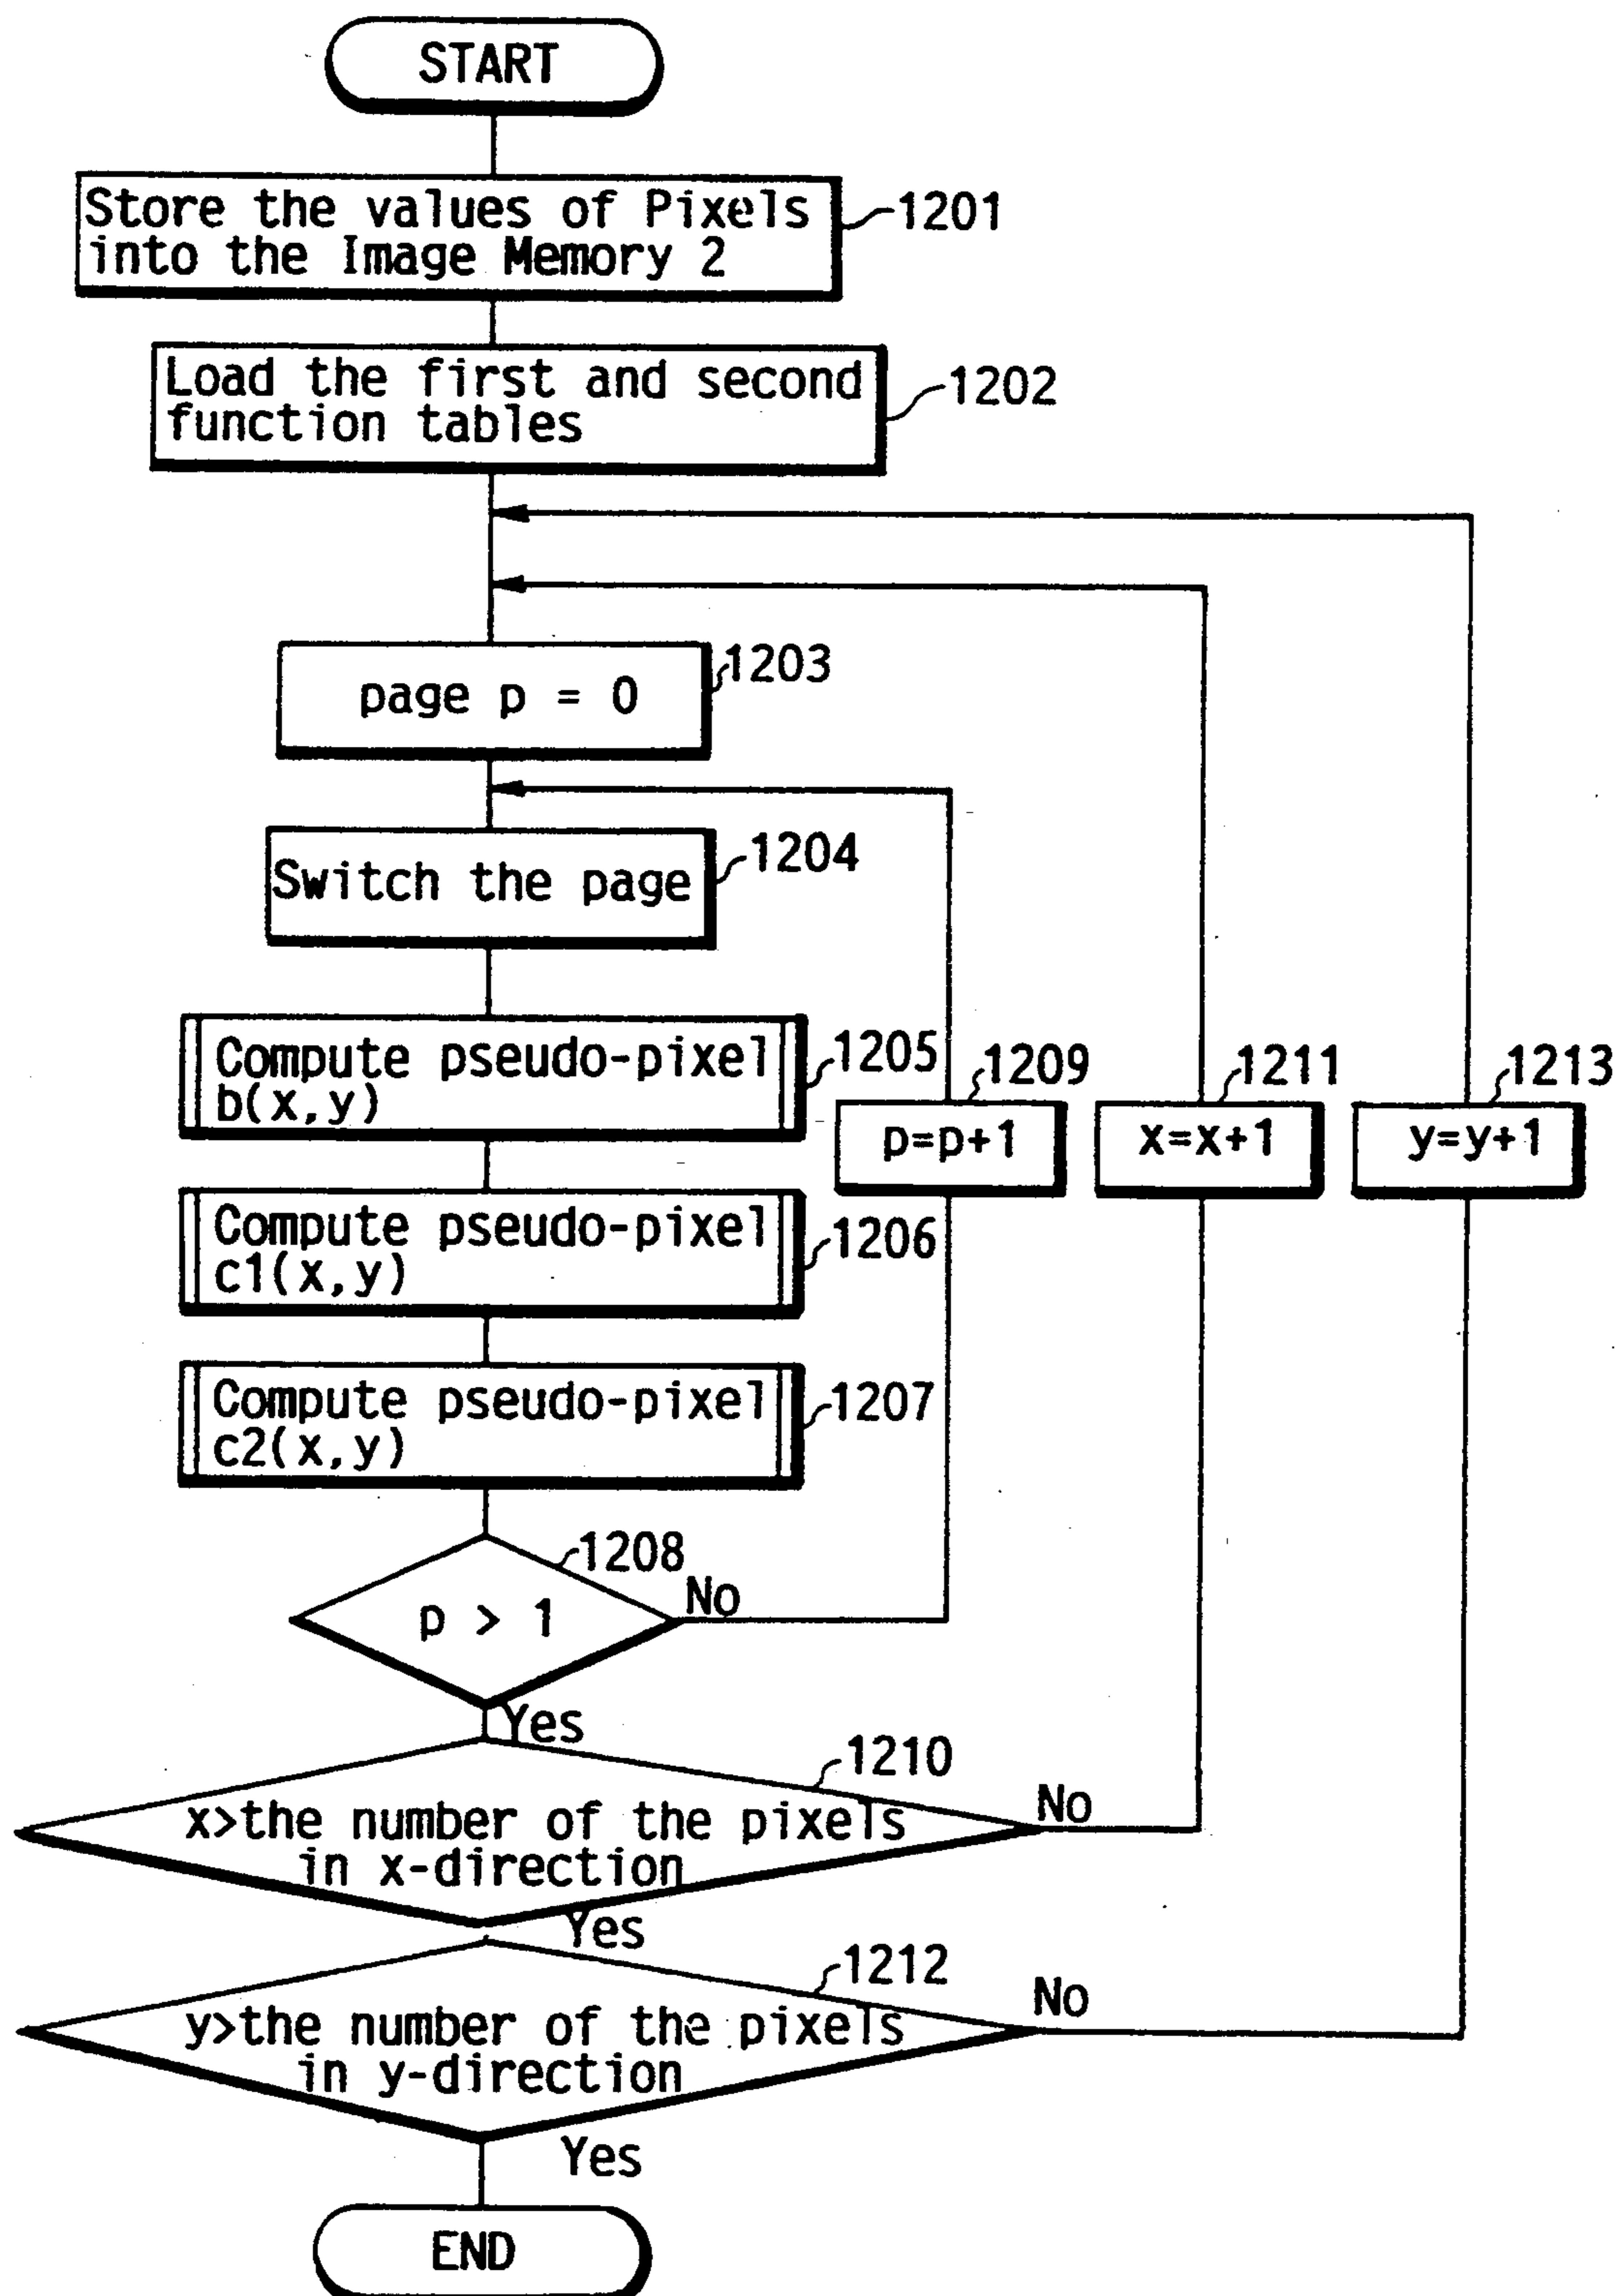 START
Store the values of Pixels
into the Image Memory 2
1201
Load the first and second
function tables
1202
page p = 0
1203
Switch the page
1204
Compute pseudo-pixel
b(x,y)
1205
Compute pseudo-pixel
c1(x,y)
1206
Compute pseudo-pixel
c2(x,y)
1207
p > 1
1208
No
Yes
1209
p=p+1
1211
x=x+1
1213
y=y+1
x>the number of the pixels
in x-direction
1210
No
Yes
y>the number of the pixels
in y-direction
1212
No
Yes
END